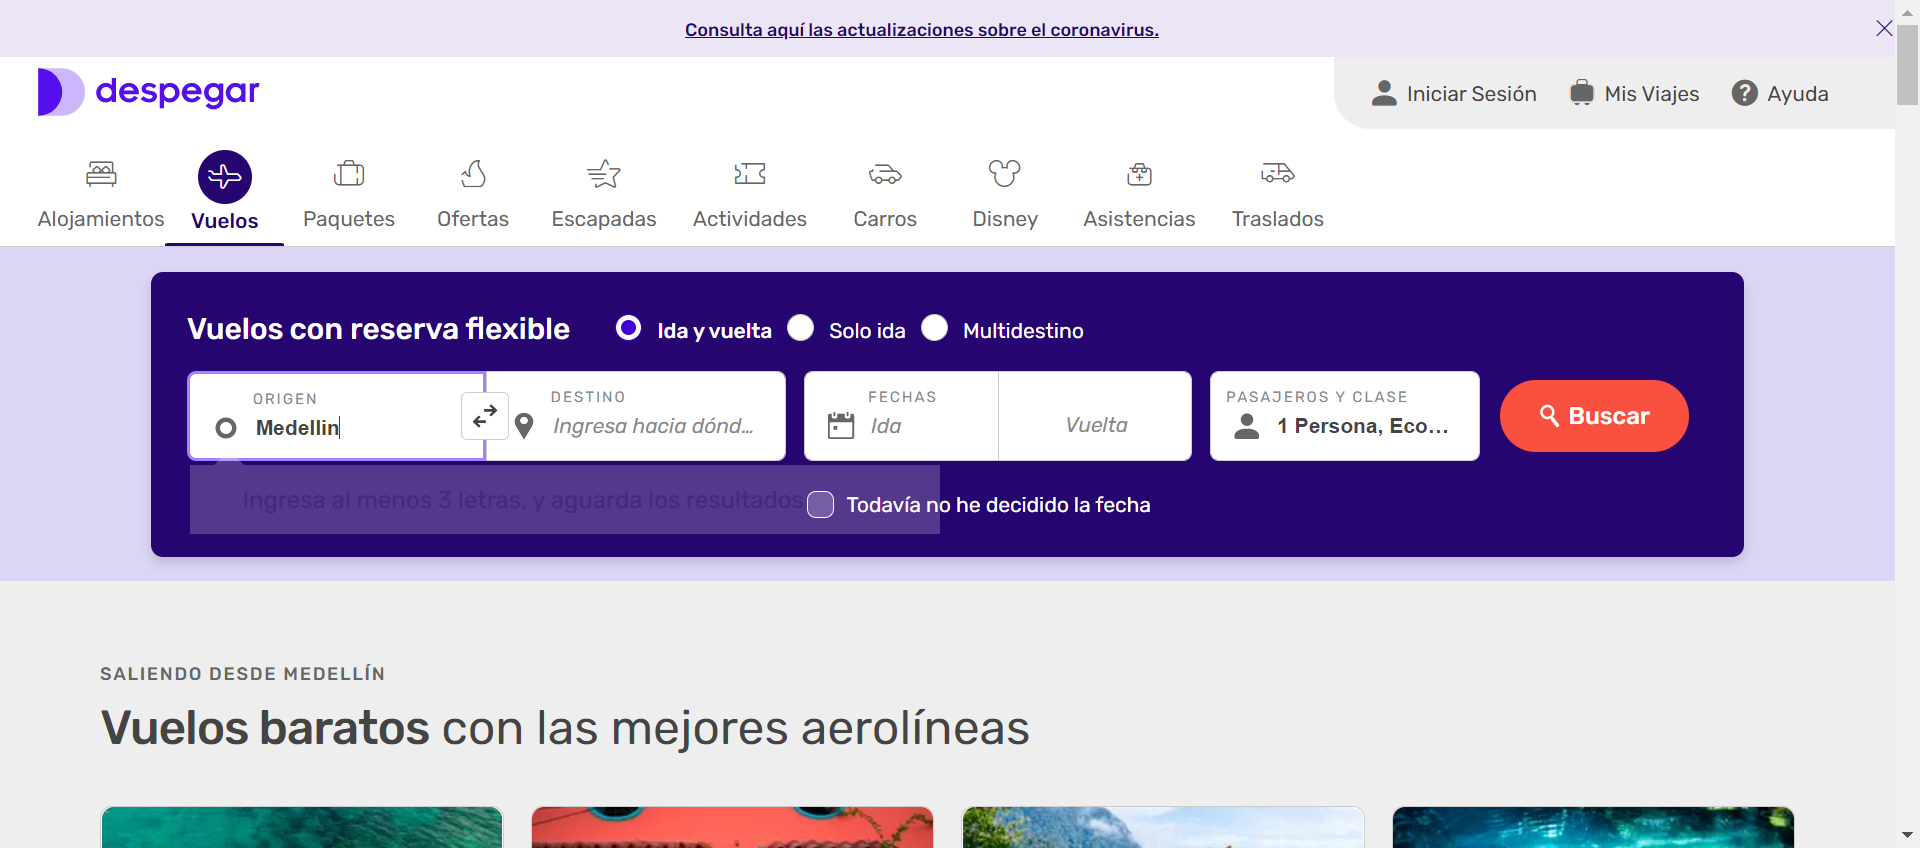 Consulta aquí las actualizaciones sobre el coronavirus.
despegar
Iniciar Sesión
Mis Viajes
Ayuda
Alojamientos
Vuelos
Paquetes
Ofertas
Escapadas
Actividades
Carros
Disney
Asistencias
Traslados
Vuelos con reserva flexible
Ida y vuelta
Solo ida
Multidestino
ORIGEN
Medellin
DESTINO
Ingresa hacia dónd...
FECHAS
Ida
Vuelta
PASAJEROS Y CLASE
1 Persona, Eco...
Buscar
Ingresa al menos 3 letras, y aguarda los resultados
Todavía no he decidido la fecha
SALIENDO DESDE MEDELLÍN
Vuelos baratos con las mejores aerolíneas